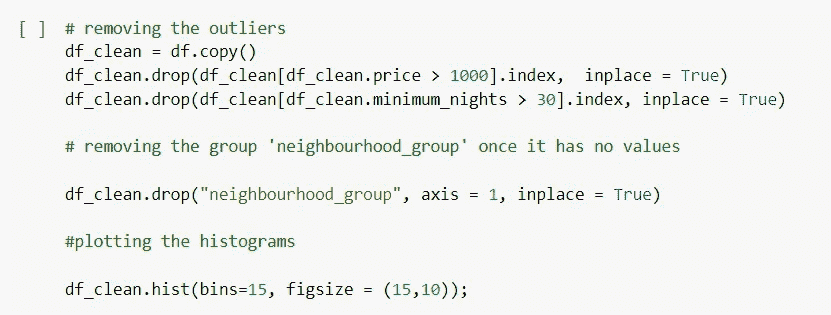 [ ] # removing the outliers
df_clean = df.copy()
df_clean.drop(df_clean[df_clean.price > 1000].index, inplace = True)
df_clean.drop(df_clean[df_clean.minimum_nights > 30].index, inplace = True)
# removing the group 'neighbourhood_group' once it has no values
df_clean.drop("neighbourhood_group", axis = 1, inplace = True)
#plotting the histograms
df_clean.hist(bins=15, figsize = (15,10));